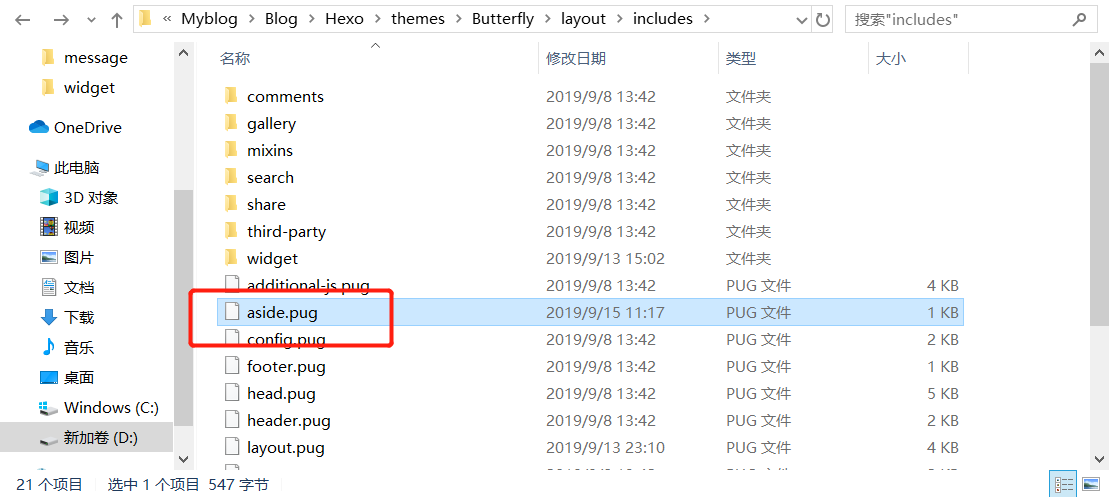 « Myblog › Blog › Hexo › themes › Butterfly › layout › includes ›
搜索"includes"
message
widget
OneDrive
此电脑
3D 对象
视频
图片
文档
下载
音乐
桌面
Windows (C:)
新加卷 (D:)
名称 修改日期 类型 大小
comments 2019/9/8 13:42 文件夹
gallery 2019/9/8 13:42 文件夹
mixins 2019/9/8 13:42 文件夹
search 2019/9/8 13:42 文件夹
share 2019/9/8 13:42 文件夹
third-party 2019/9/8 13:42 文件夹
widget 2019/9/13 15:02 文件夹
additional-js.pug 2019/9/8 13:42 PUG 文件 4 KB
aside.pug 2019/9/15 11:17 PUG 文件 1 KB
config.pug 2019/9/8 13:42 PUG 文件 2 KB
footer.pug 2019/9/8 13:42 PUG 文件 1 KB
head.pug 2019/9/8 13:42 PUG 文件 5 KB
header.pug 2019/9/8 13:42 PUG 文件 2 KB
layout.pug 2019/9/13 23:10 PUG 文件 4 KB
21 个项目 选中 1 个项目 547 字节